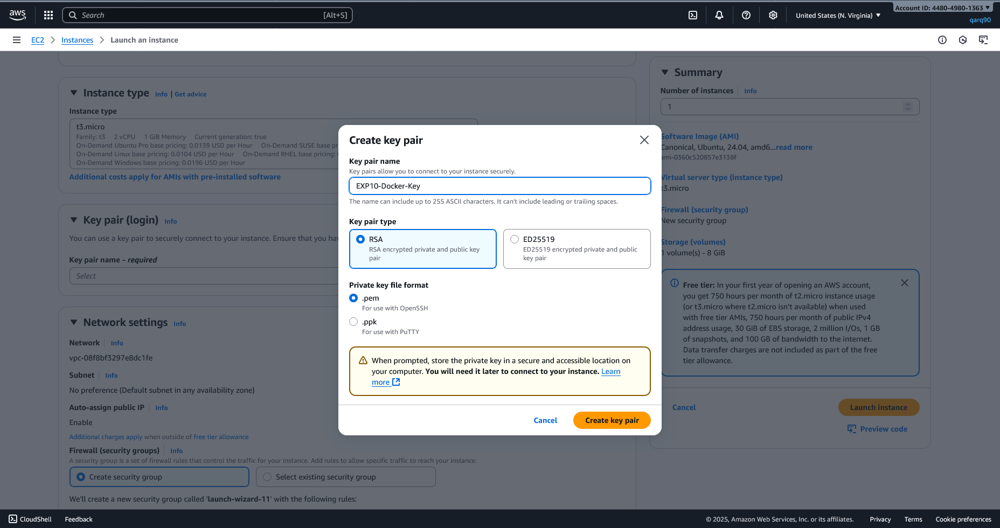 aws
Search
[Alt+S]
United States (N. Virginia)
Account ID: 4480-4980-1363
qarq90
EC2
Instances
Launch an instance
Instance type
Info
Get advice
Instance type
t3.micro
Family: t3 2 vCPU 1 GiB Memory Current generation: true
On-Demand Ubuntu Pro base pricing: 0.0139 USD per Hour On-Demand SUSE base pr
On-Demand Linux base pricing: 0.0104 USD per Hour On-Demand RHEL base pricing:
On-Demand Windows base pricing: 0.0196 USD per Hour
Additional costs apply for AMIs with pre-installed software
Key pair (login)
Info
You can use a key pair to securely connect to your instance. Ensure that you hav
Key pair name - required
Select
Network settings
Info
Network
Info
vpc-08f8bf3297e8dc1fe
Subnet
Info
No preference (Default subnet in any availability zone)
Auto-assign public IP
Info
Enable
Additional charges apply when outside of free tier allowance
Firewall (security groups)
Info
A security group is a set of firewall rules that control the traffic for your instance. Add rules to allow specific traffic to reach your instance.
Create security group
Select existing security group
We'll create a new security group called 'launch-wizard-11' with the following rules:
Create key pair
Key pair name
Key pairs allow you to connect to your instance securely.
EXP10-Docker-Key
The name can include up to 255 ASCII characters. It can't include leading or trailing spaces.
Key pair type
RSA
RSA encrypted private and public key
pair
ED25519
ED25519 encrypted private and public
key pair
Private key file format
.pem
For use with OpenSSH
.ppk
For use with PuTTY
When prompted, store the private key in a secure and accessible location on
your computer. You will need it later to connect to your instance. Learn
more
Cancel
Create key pair
Summary
Number of instances
Info
1
Software Image (AMI)
Canonical, Ubuntu, 24.04, amd6...read more
ami-0360c520857e3138f
Virtual server type (instance type)
t3.micro
Firewall (security group)
New security group
Storage (volumes)
1 volume(s) - 8 GiB
Free tier: In your first year of opening an AWS account,
you get 750 hours per month of t2.micro instance usage
(or t3.micro where t2.micro isn't available) when used
with free tier AMIs, 750 hours per month of public IPv4
address usage, 30 GiB of EBS storage, 2 million I/Os, 1 GB
of snapshots, and 100 GB of bandwidth to the internet.
Data transfer charges are not included as part of the free
tier allowance.
Cancel
Launch instance
Preview code
CloudShell
Feedback
© 2025, Amazon Web Services, Inc. or its affiliates.
Privacy
Terms
Cookie preferences